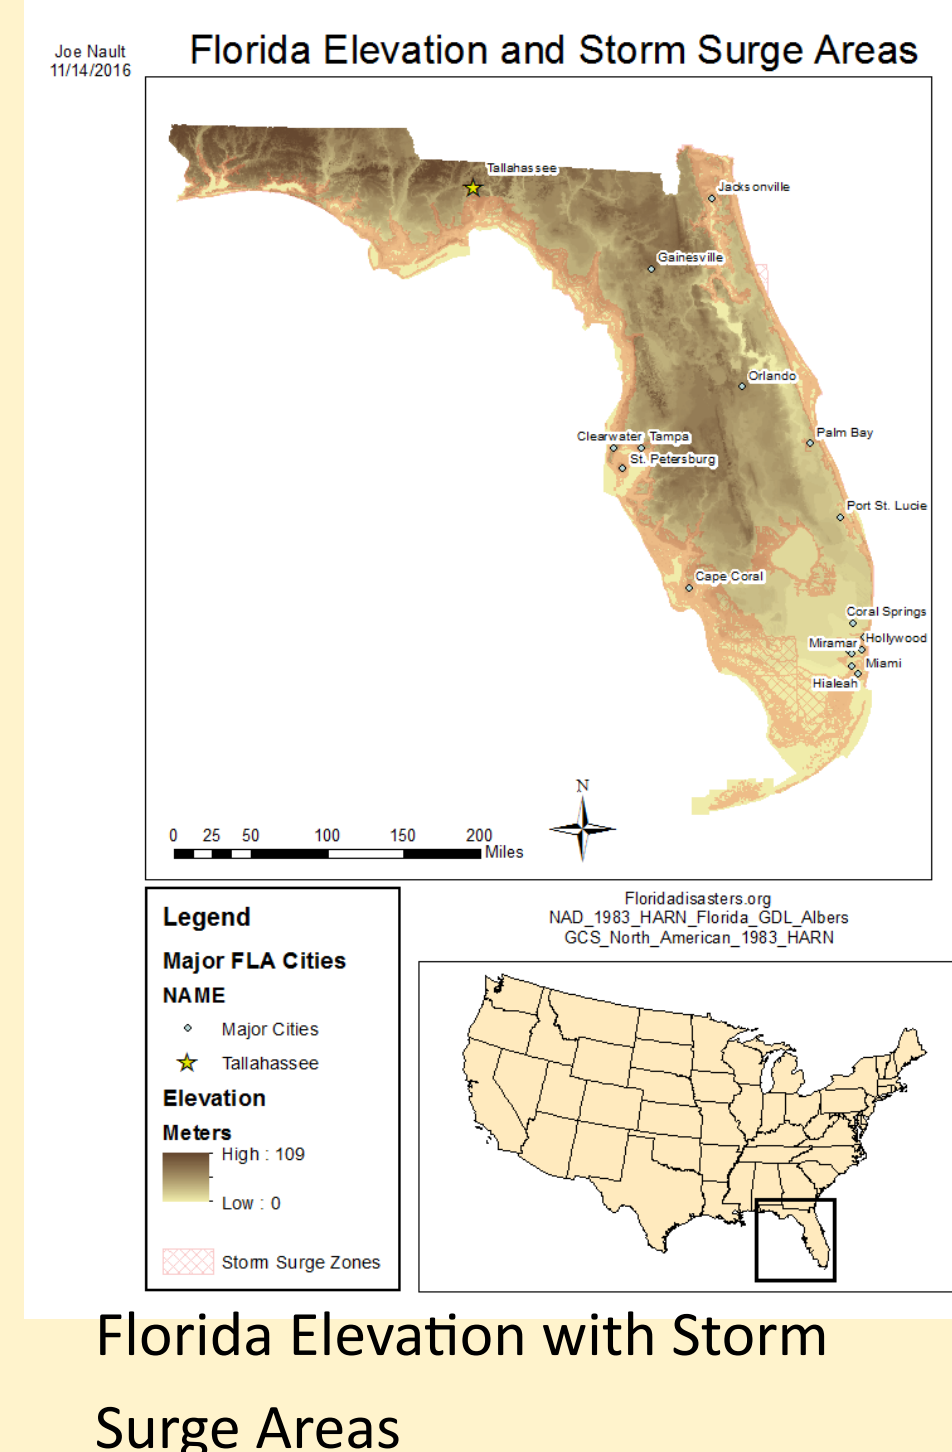 Joe Nault
11/14/2016
Florida Elevation and Storm Surge Areas
Tallahassee
Jacksonville
Gainesville
Orlando
Clearwater
Tampa
Palm Bay
St. Petersburg
Port St. Lucie
Cape Coral
Coral Springs
Hollywood
Miramar
Miami
Hialeah
N
0 25 50 100 150 200
Miles
Legend
Major FLA Cities
NAME
Major Cities
Tallahassee
Elevation
Meters
High : 109
Low : 0
Storm Surge Zones
Floridadisasters.org
NAD_1983_HARN_Florida_GDL_Albers
GCS_North_American_1983_HARN
Florida Elevation with Storm
Surge Areas